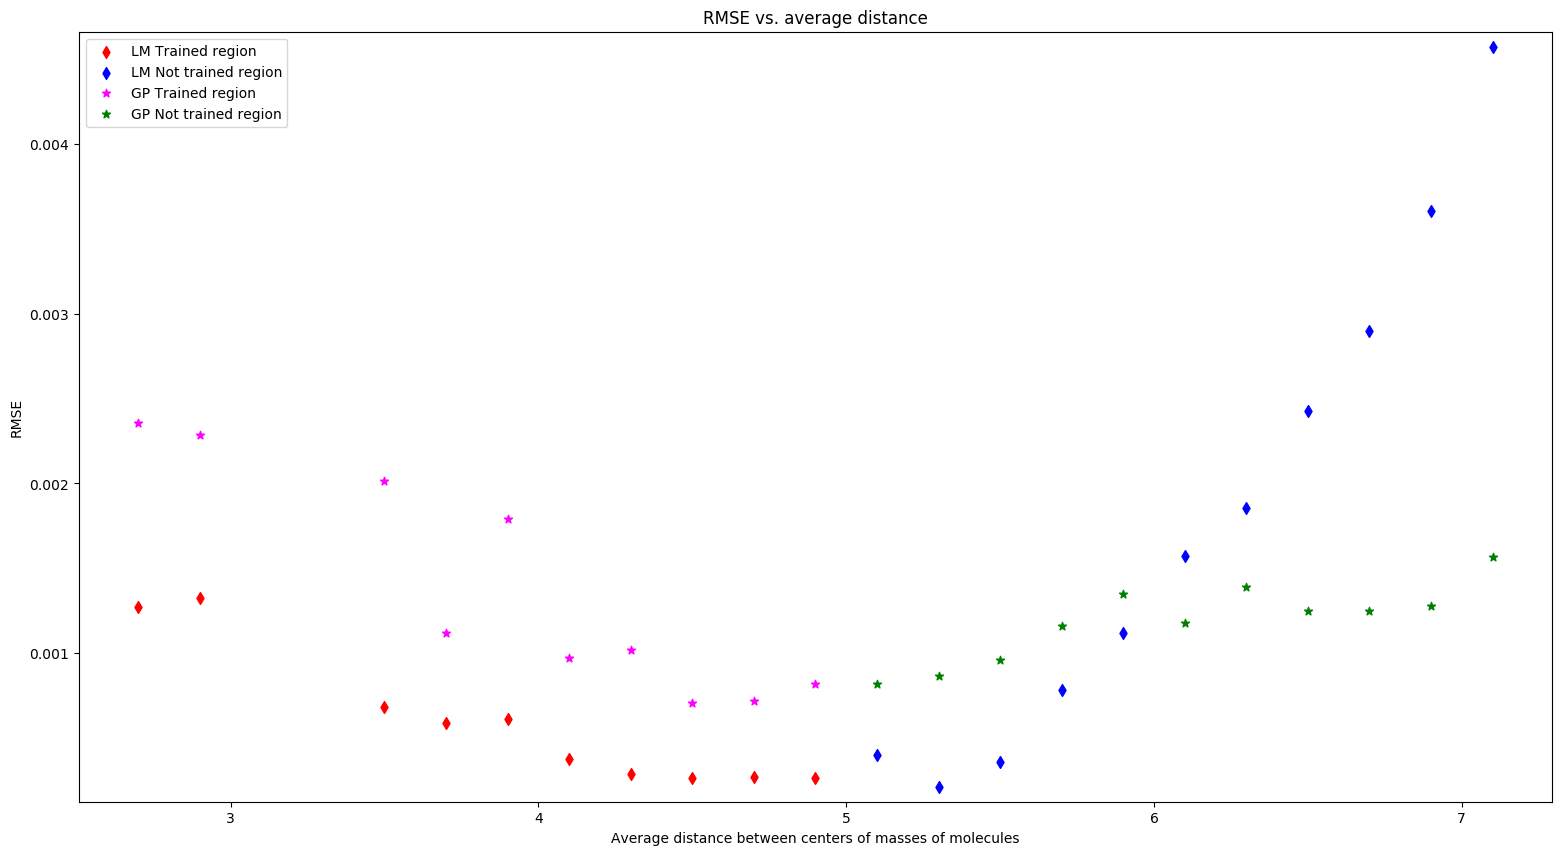 RMSE vs. average distance
LM Trained region
LM Not trained region
GP Trained region
GP Not trained region
0.004
0.003
0.002
0.001
RMSE
3 4 5 6 7
Average distance between centers of masses of molecules